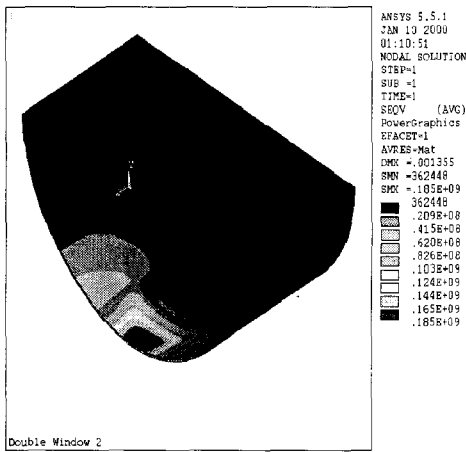 1
ANSYS 5.5.1
JAN 10 2000
01:10:51
NODAL SOLUTION
STEP=1
SUB =1
TIME=1
SEQV (AVG)
PowerGraphics
EFACET=1
AVRES=Mat
DMX =.001355
SMN =362448
SMX =.185E+09
362448
.209E+08
.415E+08
.620E+08
.826E+08
.103E+09
.124E+09
.144E+09
.165E+09
.185E+09
Double Window 2